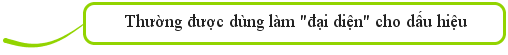 Thường được dùng làm "đại diện" cho dấu hiệu